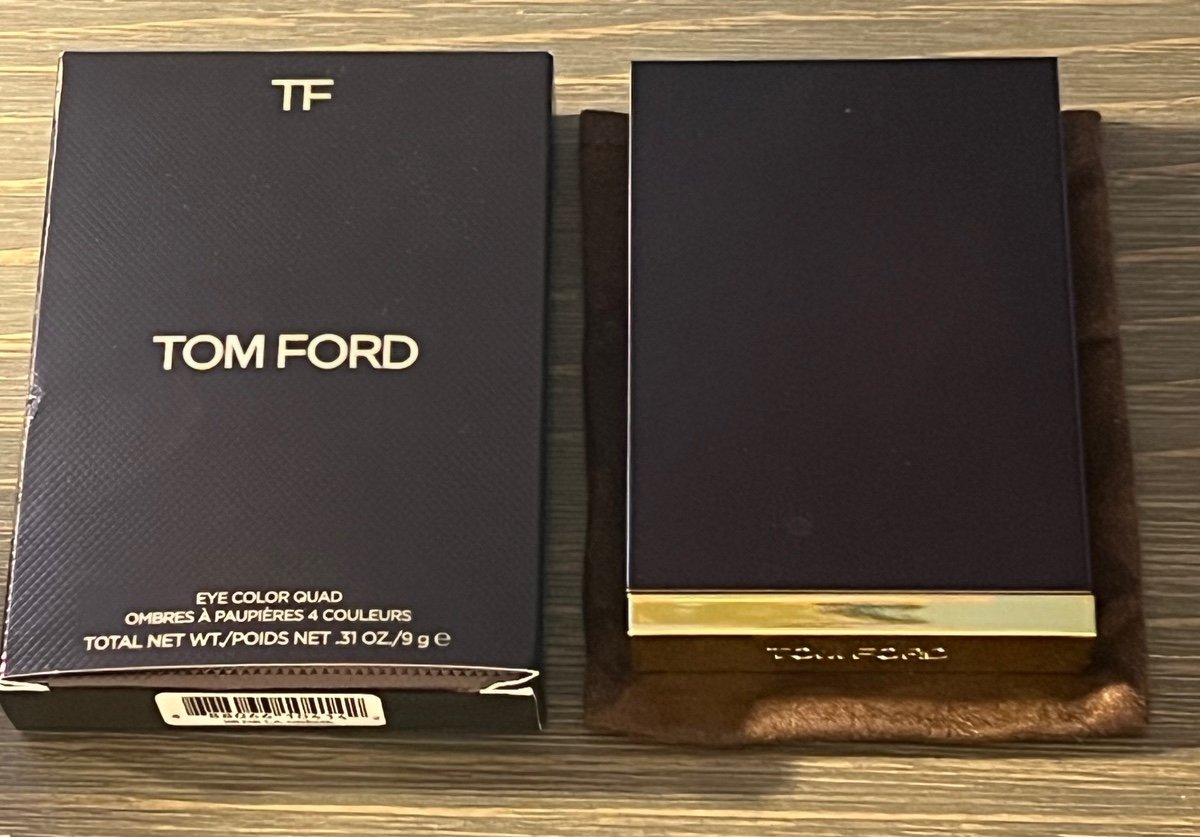 TF
TOM FORD
EYE COLOR QUAD
OMBRES À PAUPIÈRES 4 COULEURS
TOTAL NET WT./POIDS NET .31 OZ./9 g ℮
TOM FORD